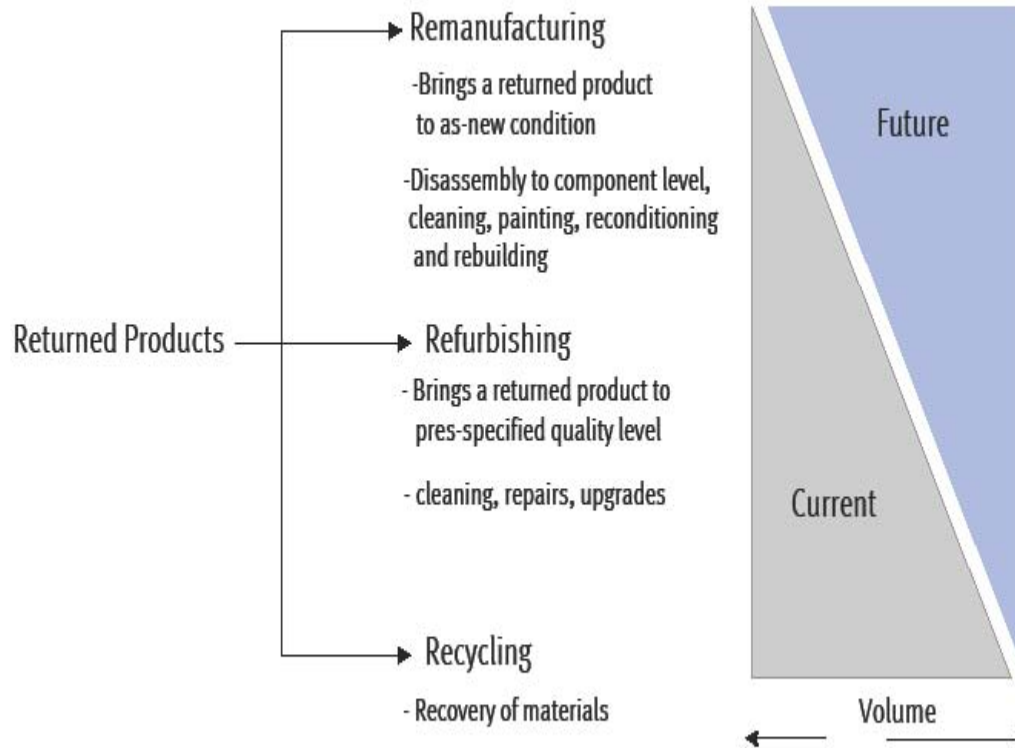 Remanufacturing
-Brings a returned product
to as-new condition
-Disassembly to component level,
cleaning, painting, reconditioning
and rebuilding
Returned Products
Refurbishing
- Brings a returned product to
pres-specified quality level
- cleaning, repairs, upgrades
Recycling
- Recovery of materials
Future
Current
Volume